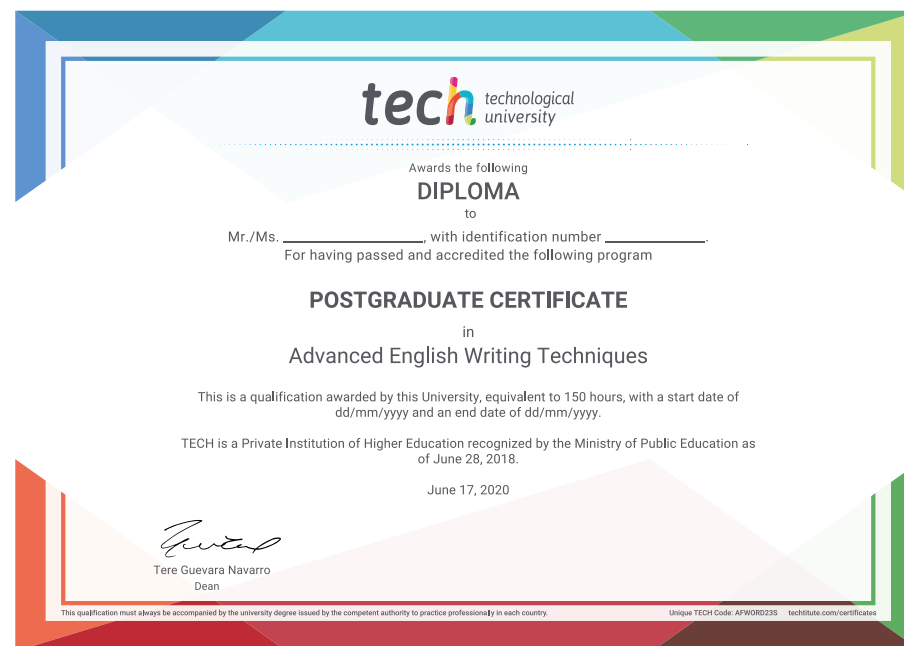 tech technological
university
Awards the following
DIPLOMA
to
Mr./Ms. ________________, with identification number ____________.
For having passed and accredited the following program
POSTGRADUATE CERTIFICATE
in
Advanced English Writing Techniques
This is a qualification awarded by this University, equivalent to 150 hours, with a start date of
dd/mm/yyyy and an end date of dd/mm/yyyy.
TECH is a Private Institution of Higher Education recognized by the Ministry of Public Education as
of June 28, 2018.
June 17, 2020
Tere Guevara Navarro
Dean
This qualification must always be accompanied by the university degree issued by the competent authority to practice professionally in each country. Unique TECH Code: AFWORD23S techtitute.com/certificates